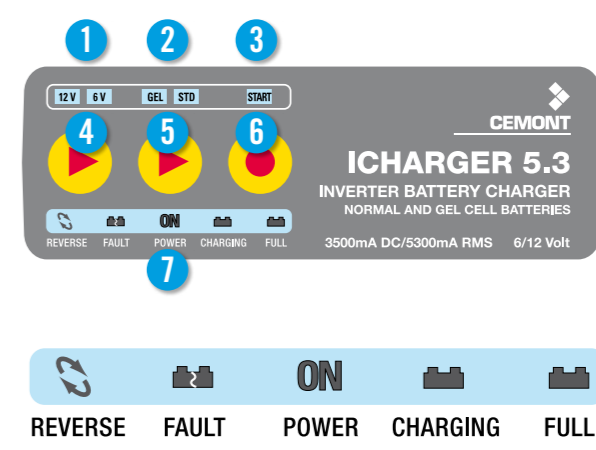 1 2 3
12 V 6 V GEL STD START
4 5 6
CEMONT
ICHARGER 5.3
INVERTER BATTERY CHARGER
NORMAL AND GEL CELL BATTERIES
ON
REVERSE FAULT POWER CHARGING FULL
3500mA DC/5300mA RMS 6/12 Volt
7
ON
REVERSE FAULT POWER CHARGING FULL